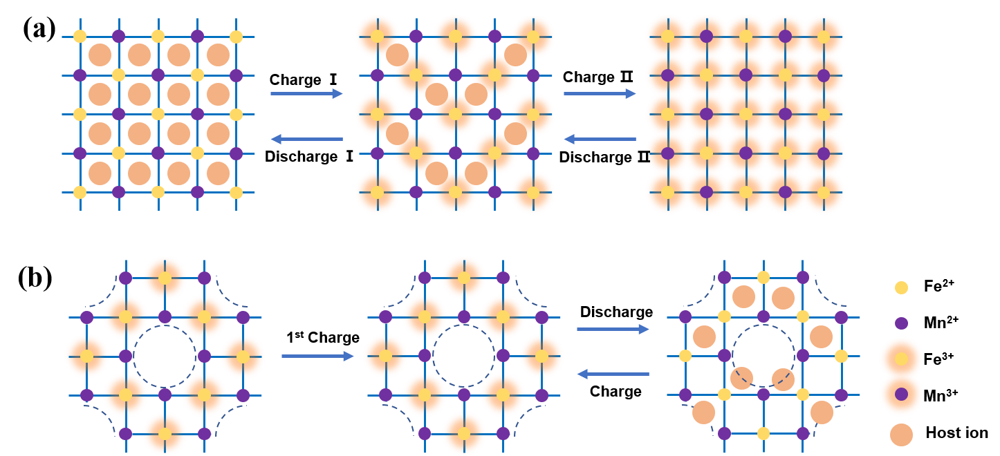 (a)
Charge Ⅰ
Discharge Ⅰ
Charge Ⅱ
Discharge Ⅱ
(b)
1st Charge
Discharge
Charge
Fe2+
Mn2+
Fe3+
Mn3+
Host ion